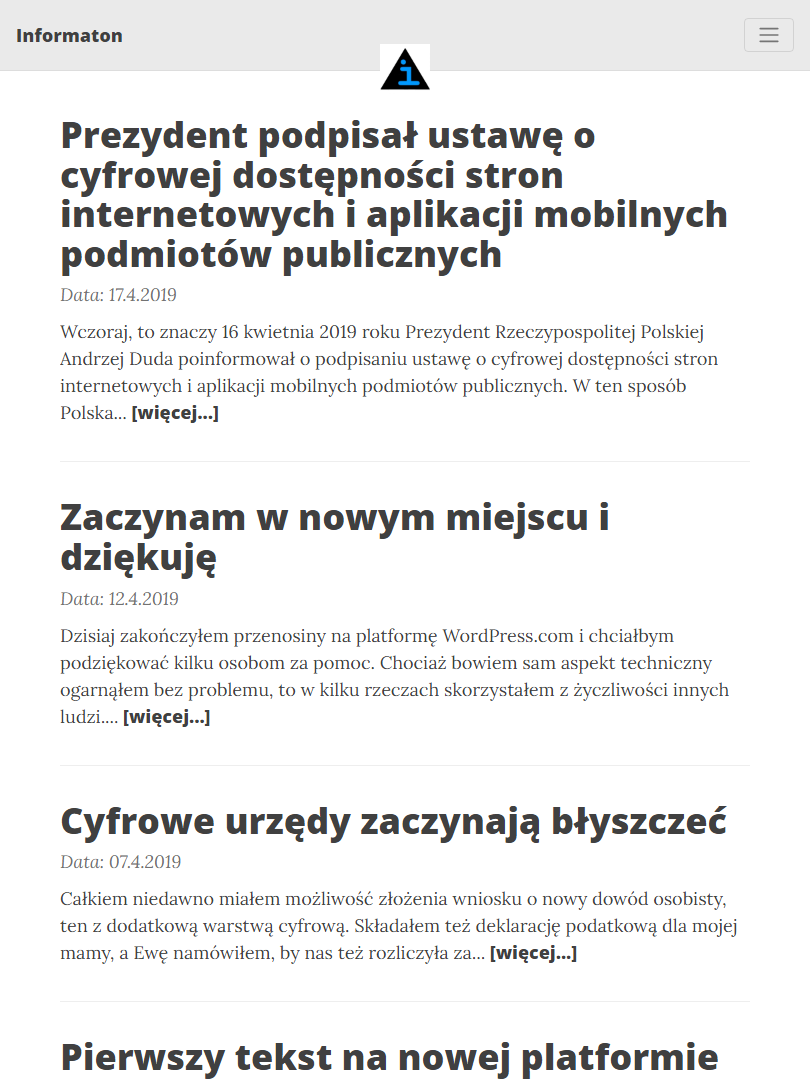 Informaton
i
Prezydent podpisał ustawę o
cyfrowej dostępności stron
internetowych i aplikacji mobilnych
podmiotów publicznych
Data: 17.4.2019
Wczoraj, to znaczy 16 kwietnia 2019 roku Prezydent Rzeczypospolitej Polskiej
Andrzej Duda poinformował o podpisaniu ustawę o cyfrowej dostępności stron
internetowych i aplikacji mobilnych podmiotów publicznych. W ten sposób
Polska... [więcej...]
Zaczynam w nowym miejscu i
dziękuję
Data: 12.4.2019
Dzisiaj zakończyłem przenosiny na platformę WordPress.com i chciałbym
podziękować kilku osobom za pomoc. Chociaż bowiem sam aspekt techniczny
ogarnąłem bez problemu, to w kilku rzeczach skorzystałem z życzliwości innych
ludzi.... [więcej...]
Cyfrowe urzędy zaczynają błyszczeć
Data: 07.4.2019
Całkiem niedawno miałem możliwość złożenia wniosku o nowy dowód osobisty,
ten z dodatkową warstwą cyfrową. Składałem też deklarację podatkową dla mojej
mamy, a Ewę namówiłem, by nas też rozliczyła za... [więcej...]
Pierwszy tekst na nowej platformie